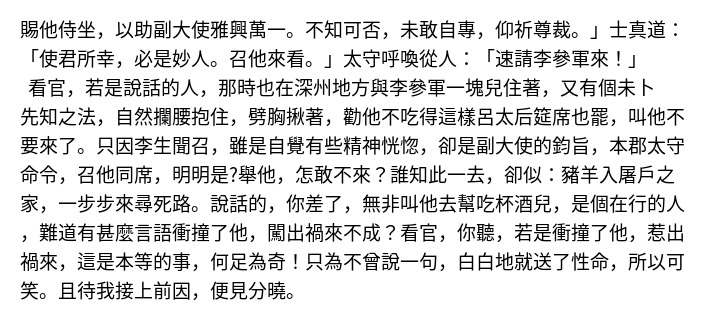 賜他侍坐，以助副大使雅興萬一。不知可否，未敢自專，仰祈尊裁。」士真道：
「使君所幸，必是妙人。召他來看。」太守呼喚從人：「速請李參軍來！」
看官，若是說話的人，那時也在深州地方與李參軍一塊兒住著，又有個未卜
先知之法，自然攔腰抱住，劈胸揪著，勸他不吃得這樣呂太后筵席也罷，叫他不
要來了。只因李生聞召，雖是自覺有些精神恍惚，卻是副大使的鈞旨，本郡太守
命令，召他同席，明明是?舉他，怎敢不來？誰知此一去，卻似：豬羊入屠戶之
家，一步步來尋死路。說話的，你差了，無非叫他去幫吃杯酒兒，是個在行的人
，難道有甚麼言語衝撞了他，闖出禍來不成？看官，你聽，若是衝撞了他，惹出
禍來，這是本等的事，何足為奇！只為不曾說一句，白白地就送了性命，所以可
笑。且待我接上前因，便見分曉。